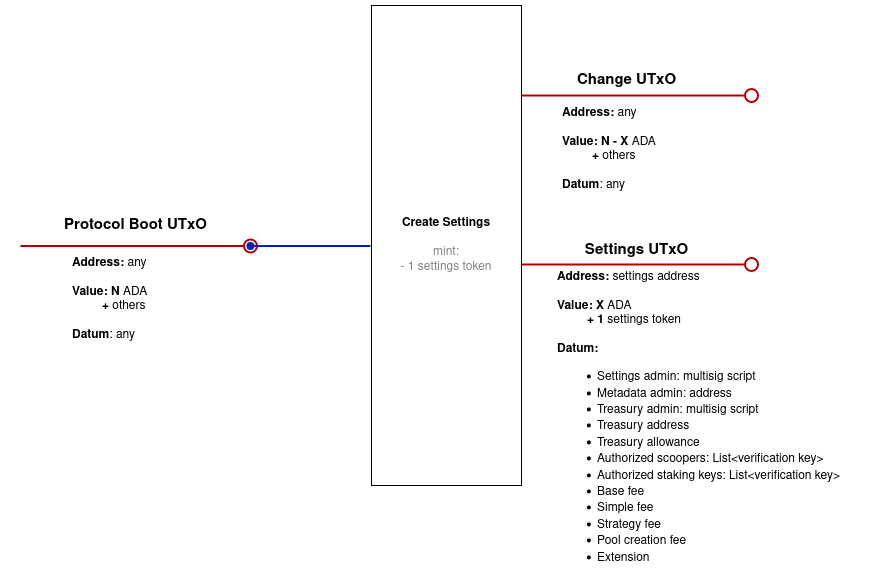 Protocol Boot UTxO
Address: any
Value: N ADA
+ others
Datum: any
Create Settings
mint:
- 1 settings token
Change UTxO
Address: any
Value: N - X ADA
+ others
Datum: any
Settings UTxO
Address: settings address
Value: X ADA
+ 1 settings token
Datum:
• Settings admin: multisig script
• Metadata admin: address
• Treasury admin: multisig script
• Treasury address
• Treasury allowance
• Authorized scoopers: List<verification key>
• Authorized staking keys: List<verification key>
• Base fee
• Simple fee
• Strategy fee
• Pool creation fee
• Extension